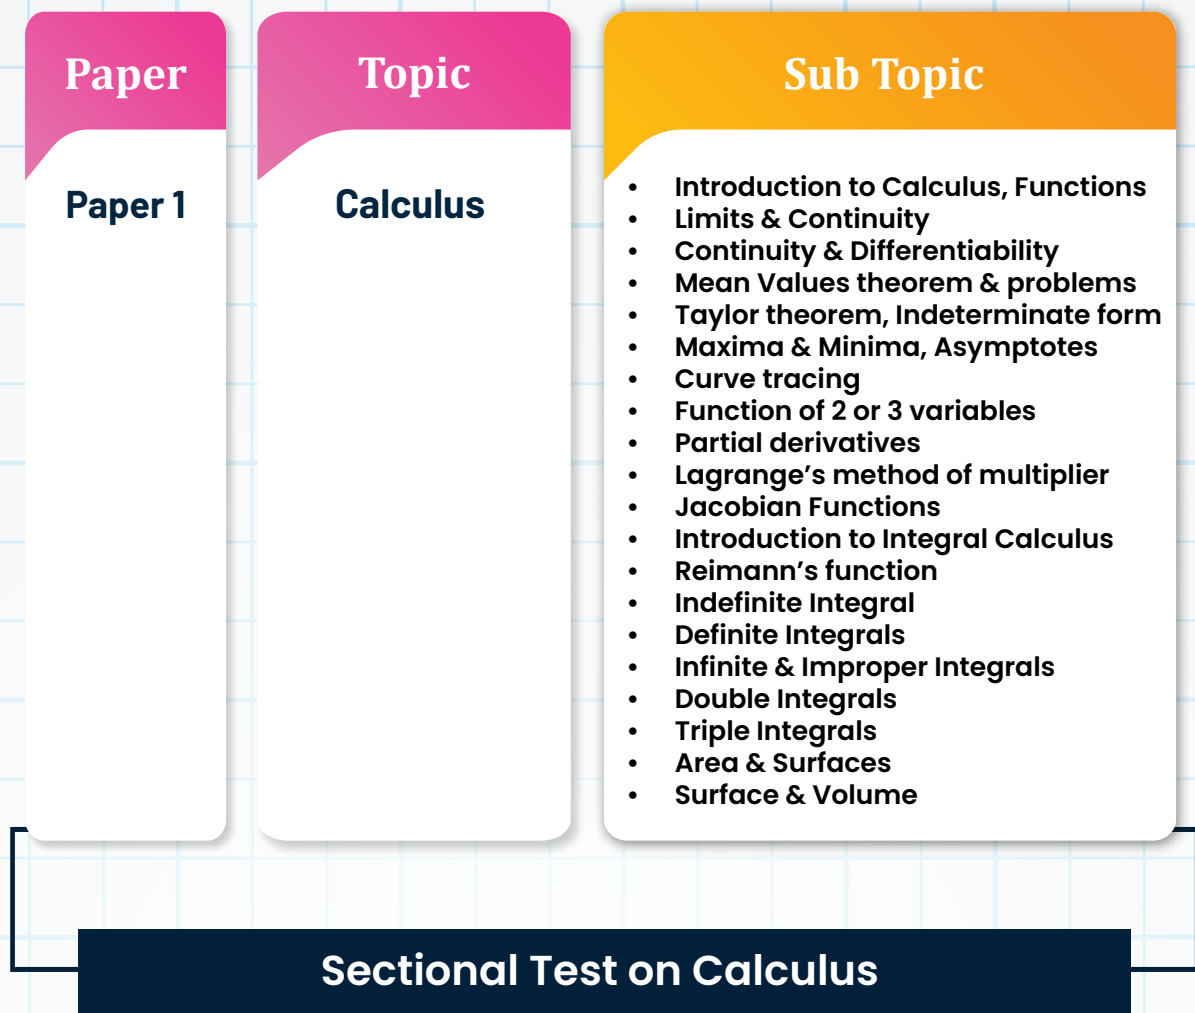 Paper
Topic
Sub Topic
Paper 1
Calculus
• Introduction to Calculus, Functions
• Limits & Continuity
• Continuity & Differentiability
• Mean Values theorem & problems
• Taylor theorem, Indeterminate form
• Maxima & Minima, Asymptotes
• Curve tracing
• Function of 2 or 3 variables
• Partial derivatives
• Lagrange’s method of multiplier
• Jacobian Functions
• Introduction to Integral Calculus
• Reimann’s function
• Indefinite Integral
• Definite Integrals
• Infinite & Improper Integrals
• Double Integrals
• Triple Integrals
• Area & Surfaces
• Surface & Volume
Sectional Test on Calculus